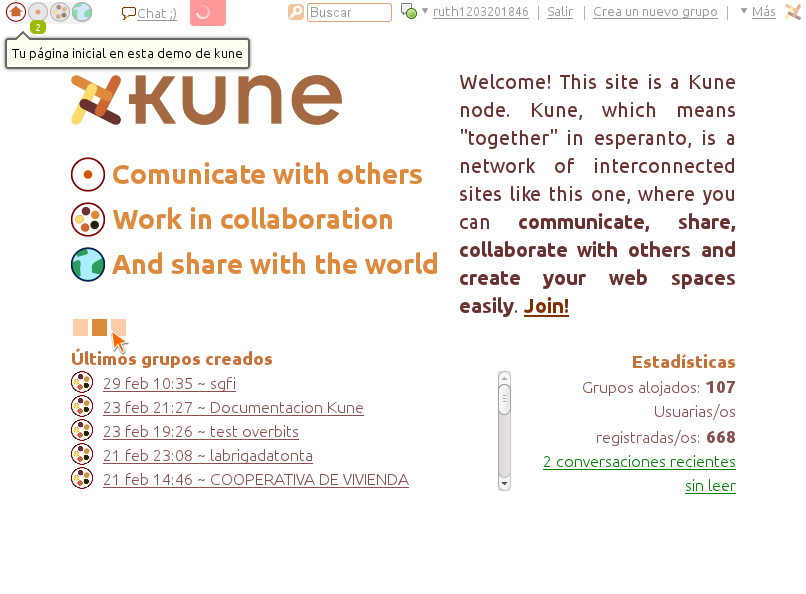 Chat ;)
Buscar
ruth1203201846
Salir
Crea un nuevo grupo
Más
2
Tu página inicial en esta demo de kune
kune
Comunicate with others
Work in collaboration
And share with the world
Welcome! This site is a Kune
node. Kune, which means
"together" in esperanto, is a
network of interconnected
sites like this one, where you
can communicate, share,
collaborate with others and
create your web spaces
easily. Join!
Últimos grupos creados
29 feb 10:35 ~ sgfi
23 feb 21:27 ~ Documentacion Kune
23 feb 19:26 ~ test overbits
21 feb 23:08 ~ labrigadatonta
21 feb 14:46 ~ COOPERATIVA DE VIVIENDA
Estadísticas
Grupos alojados: 107
Usuarias/os
registradas/os: 668
2 conversaciones recientes
sin leer